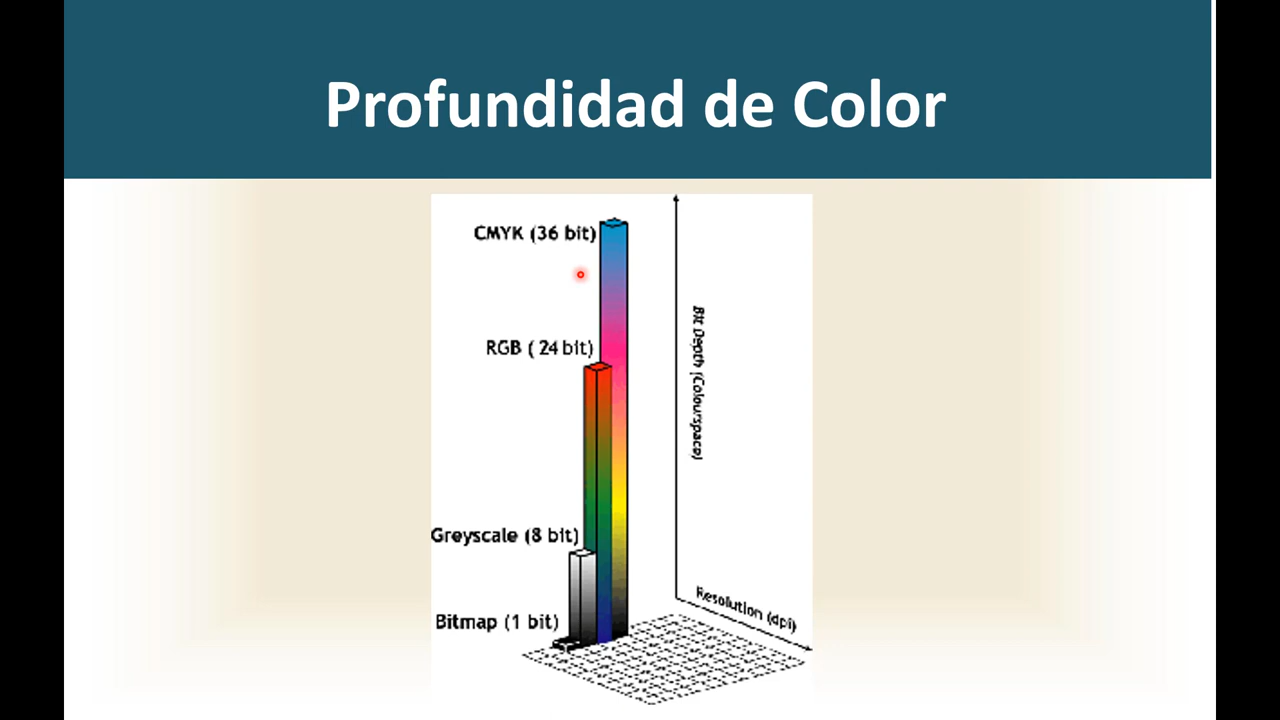 Profundidad de Color
CMYK (36 bit)
RGB ( 24 bit)
Bit Depth (Colourspace)
Greyscale (8 bit)
Resolution (dpi)
Bitmap (1 bit)